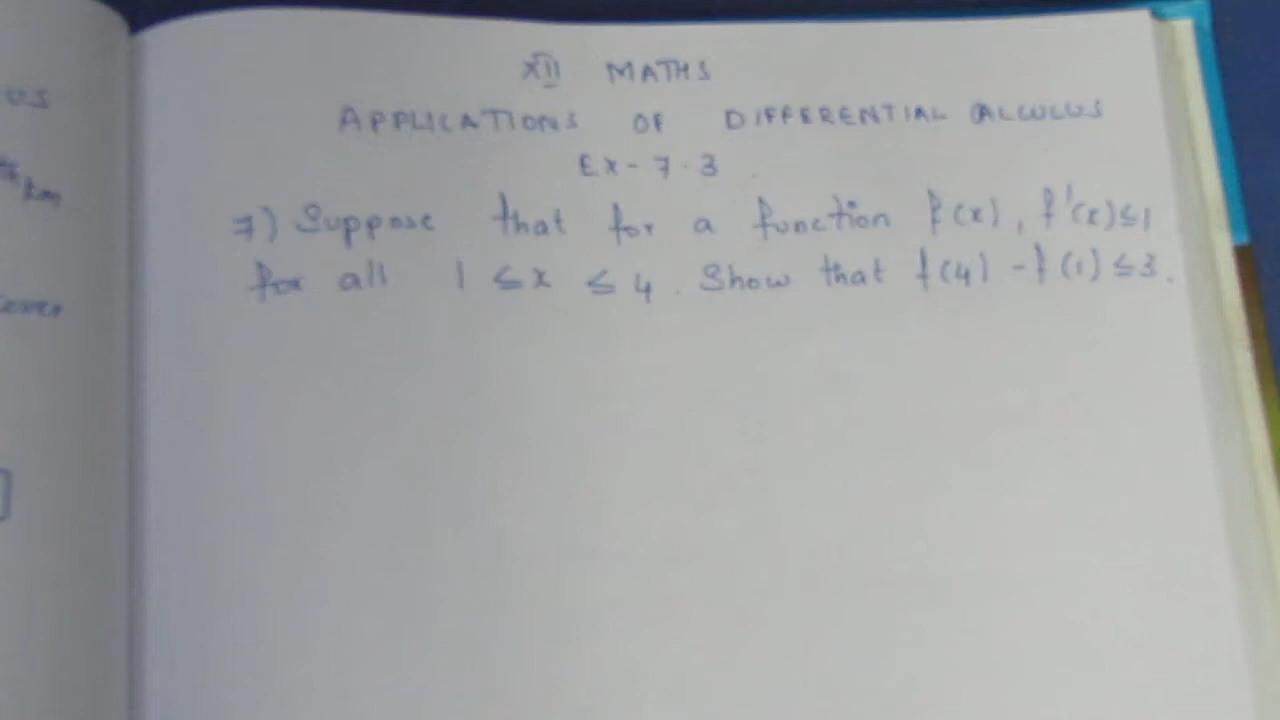 XII MATHS
APPLICATIONS OF DIFFERENTIAL CALCULUS
Ex - 7.3
7) Suppose that for a function f(x), f'(x) ≤ 1
for all 1 ≤ x ≤ 4. Show that f(4) - f(1) ≤ 3.